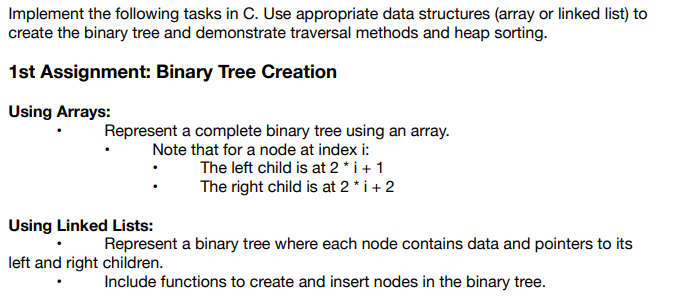 Implement the following tasks in C. Use appropriate data structures (array or linked list) to
create the binary tree and demonstrate traversal methods and heap sorting.
1st Assignment: Binary Tree Creation
Using Arrays:
• Represent a complete binary tree using an array.
• Note that for a node at index i:
• The left child is at 2 * i + 1
• The right child is at 2 * i + 2
Using Linked Lists:
• Represent a binary tree where each node contains data and pointers to its
left and right children.
• Include functions to create and insert nodes in the binary tree.